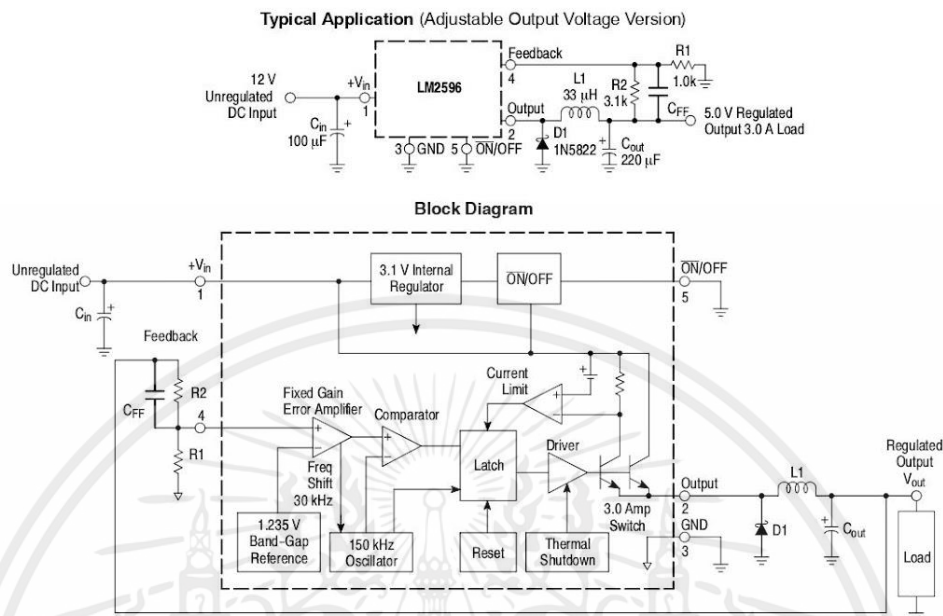 Typical Application (Adjustable Output Voltage Version)
Feedback
4
R1
1.0k
12 V
Unregulated
DC Input
+Vin
1
LM2596
L1
33 μH
R2
3.1k
CFF
5.0 V Regulated
Output 3.0 A Load
Output
2
Cin
100 μF
3
GND
5
ON/OFF
D1
1N5822
Cout
220 μF
Block Diagram
Unregulated
DC Input
+Vin
1
3.1 V Internal
Regulator
ON/OFF
ON/OFF
5
Cin
Feedback
CFF
R2
4
R1
Fixed Gain
Error Amplifier
Comparator
Current
Limit
Freq
Shift
30 kHz
Latch
Driver
1.235 V
Band-Gap
Reference
150 kHz
Oscillator
Reset
Thermal
Shutdown
3.0 Amp
Switch
Output
2
GND
3
D1
L1
Cout
Regulated
Output
Vout
Load